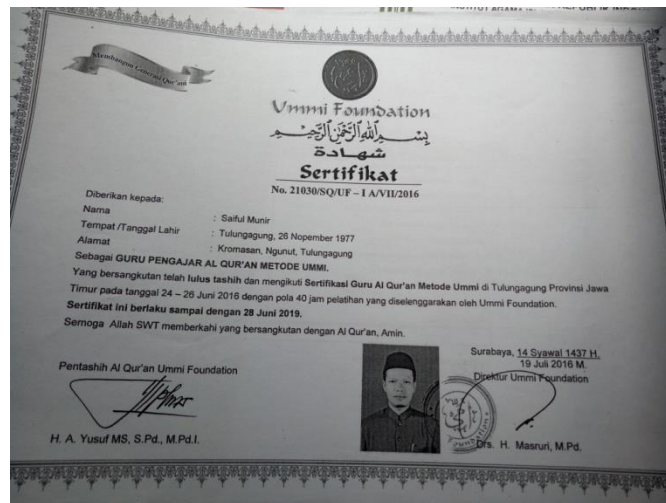 Membangun Generasi Qur'ani
Ummi Foundation
بِسْمِ اللهِ الرَّحْمٰنِ الرَّحِيْمِ
شهادة
Sertifikat
No. 21030/SQ/UF – I A/VII/2016
Diberikan kepada:
Nama : Saiful Munir
Tempat /Tanggal Lahir : Tulungagung, 26 Nopember 1977
Alamat : Kromasan, Ngunut, Tulungagung
Sebagai GURU PENGAJAR AL QUR'AN METODE UMMI.
Yang bersangkutan telah lulus tashih dan mengikuti Sertifikasi Guru Al Qur'an Metode Ummi di Tulungagung Provinsi Jawa
Timur pada tanggal 24 – 26 Juni 2016 dengan pola 40 jam pelatihan yang diselenggarakan oleh Ummi Foundation.
Sertifikat ini berlaku sampai dengan 28 Juni 2019.
Semoga Allah SWT memberkahi yang bersangkutan dengan Al Qur'an, Amin.
Surabaya, 14 Syawal 1437 H.
19 Juli 2016 M.
Pentashih Al Qur'an Ummi Foundation
Direktur Ummi Foundation
H. A. Yusuf MS, S.Pd., M.Pd.I.
Drs. H. Masruri, M.Pd.